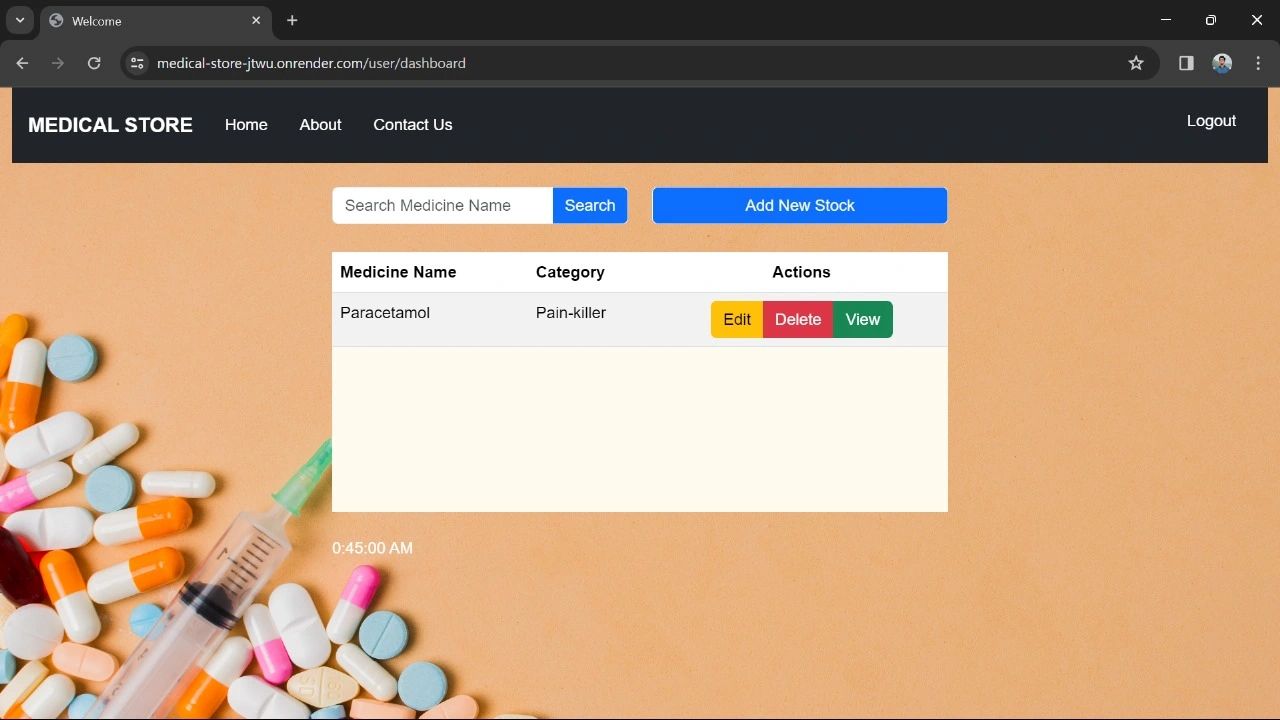 Welcome
medical-store-jtwu.onrender.com/user/dashboard
MEDICAL STORE Home About Contact Us Logout
Search Medicine Name Search Add New Stock
Medicine Name Category Actions
Paracetamol Pain-killer Edit Delete View
0:45:00 AM